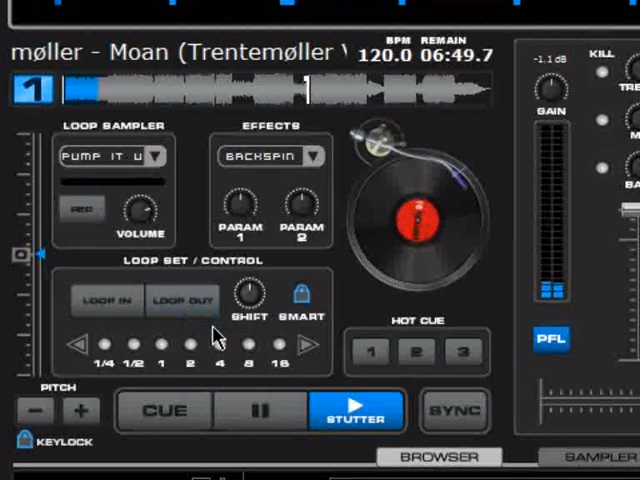 møller - Moan (Trentemøller V
BPM REMAIN
120.0 06:49.7
1
LOOP SAMPLER
PUMP IT U
REC
VOLUME
EFFECTS
BACKSPIN
PARAM 1
PARAM 2
-1.1 dB
KILL
GAIN
TRE
M
BA
LOOP SET / CONTROL
LOOP IN
LOOP OUT
SHIFT
SMART
1/4 1/2 1 2 4 8 16
HOT CUE
1 2 3
PFL
PITCH
- +
KEYLOCK
CUE
STUTTER
SYNC
BROWSER
SAMPLER